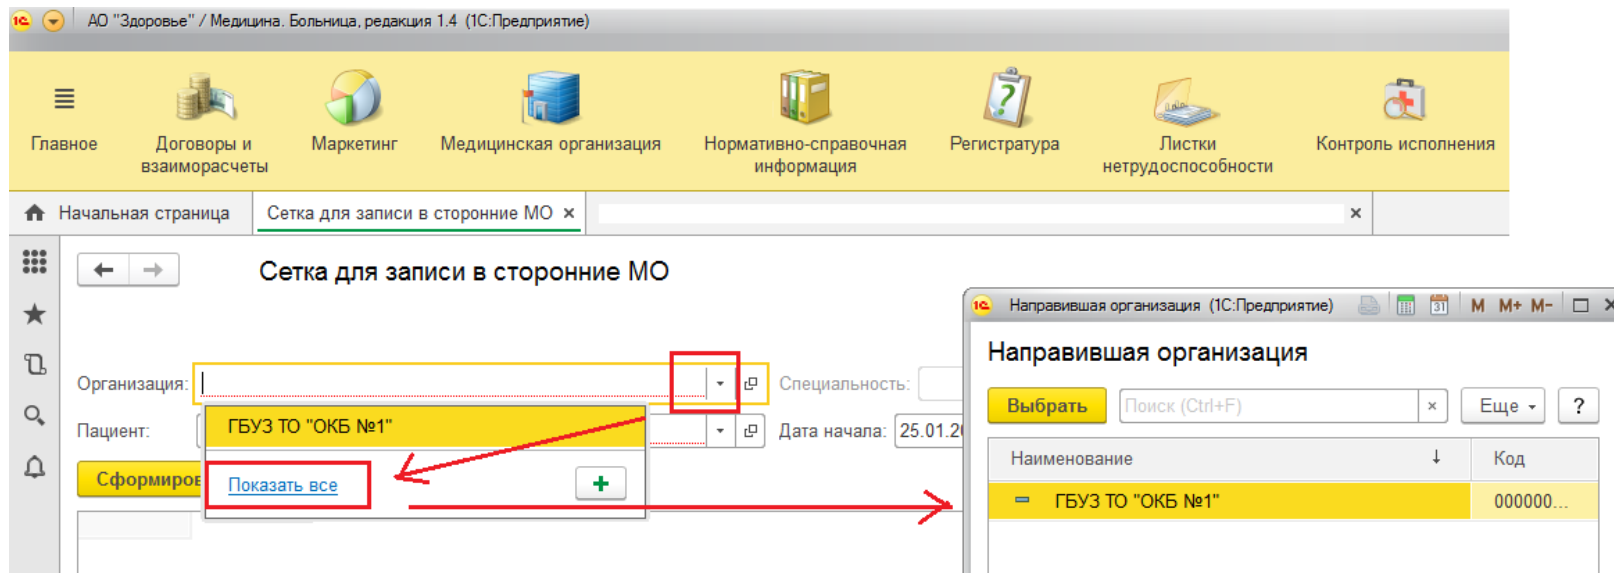 АО "Здоровье" / Медицина. Больница, редакция 1.4 (1С:Предприятие)
Главное
Договоры и
взаиморасчеты
Маркетинг
Медицинская организация
Нормативно-справочная
информация
Регистратура
Листки
нетрудоспособности
Контроль исполнения
Начальная страница
Сетка для записи в сторонние МО ×
×
Сетка для записи в сторонние МО
Организация:
Специальность:
ГБУЗ ТО "ОКБ №1"
Пациент:
Дата начала: 25.01.20
Сформиров
Показать все
Направившая организация (1С:Предприятие)
31 M M+ M-
Направившая организация
Выбрать
Поиск (Ctrl+F)
×
Еще
?
Наименование
↓
Код
ГБУЗ ТО "ОКБ №1"
000000...